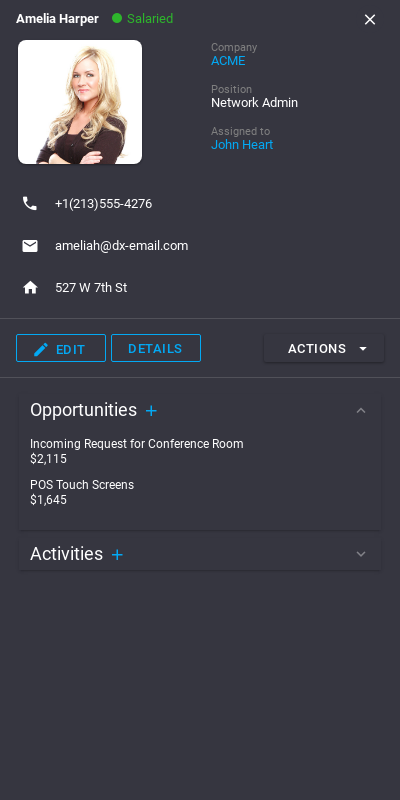 Amelia Harper Salaried
Company
ACME
Position
Network Admin
Assigned to
John Heart
+1(213)555-4276
ameliah@dx-email.com
527 W 7th St
EDIT DETAILS ACTIONS
Opportunities +
Incoming Request for Conference Room
$2,115
POS Touch Screens
$1,645
Activities +